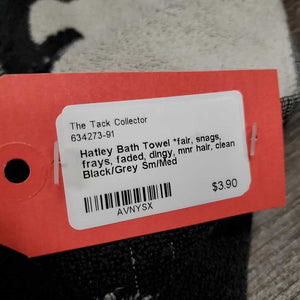 The Tack Collector
634273-91
Hatley Bath Towel *fair, snags,
frays, faded, dingy, mnr hair, clean
Black/Grey Sm/Med
$3.90
AVNYSX